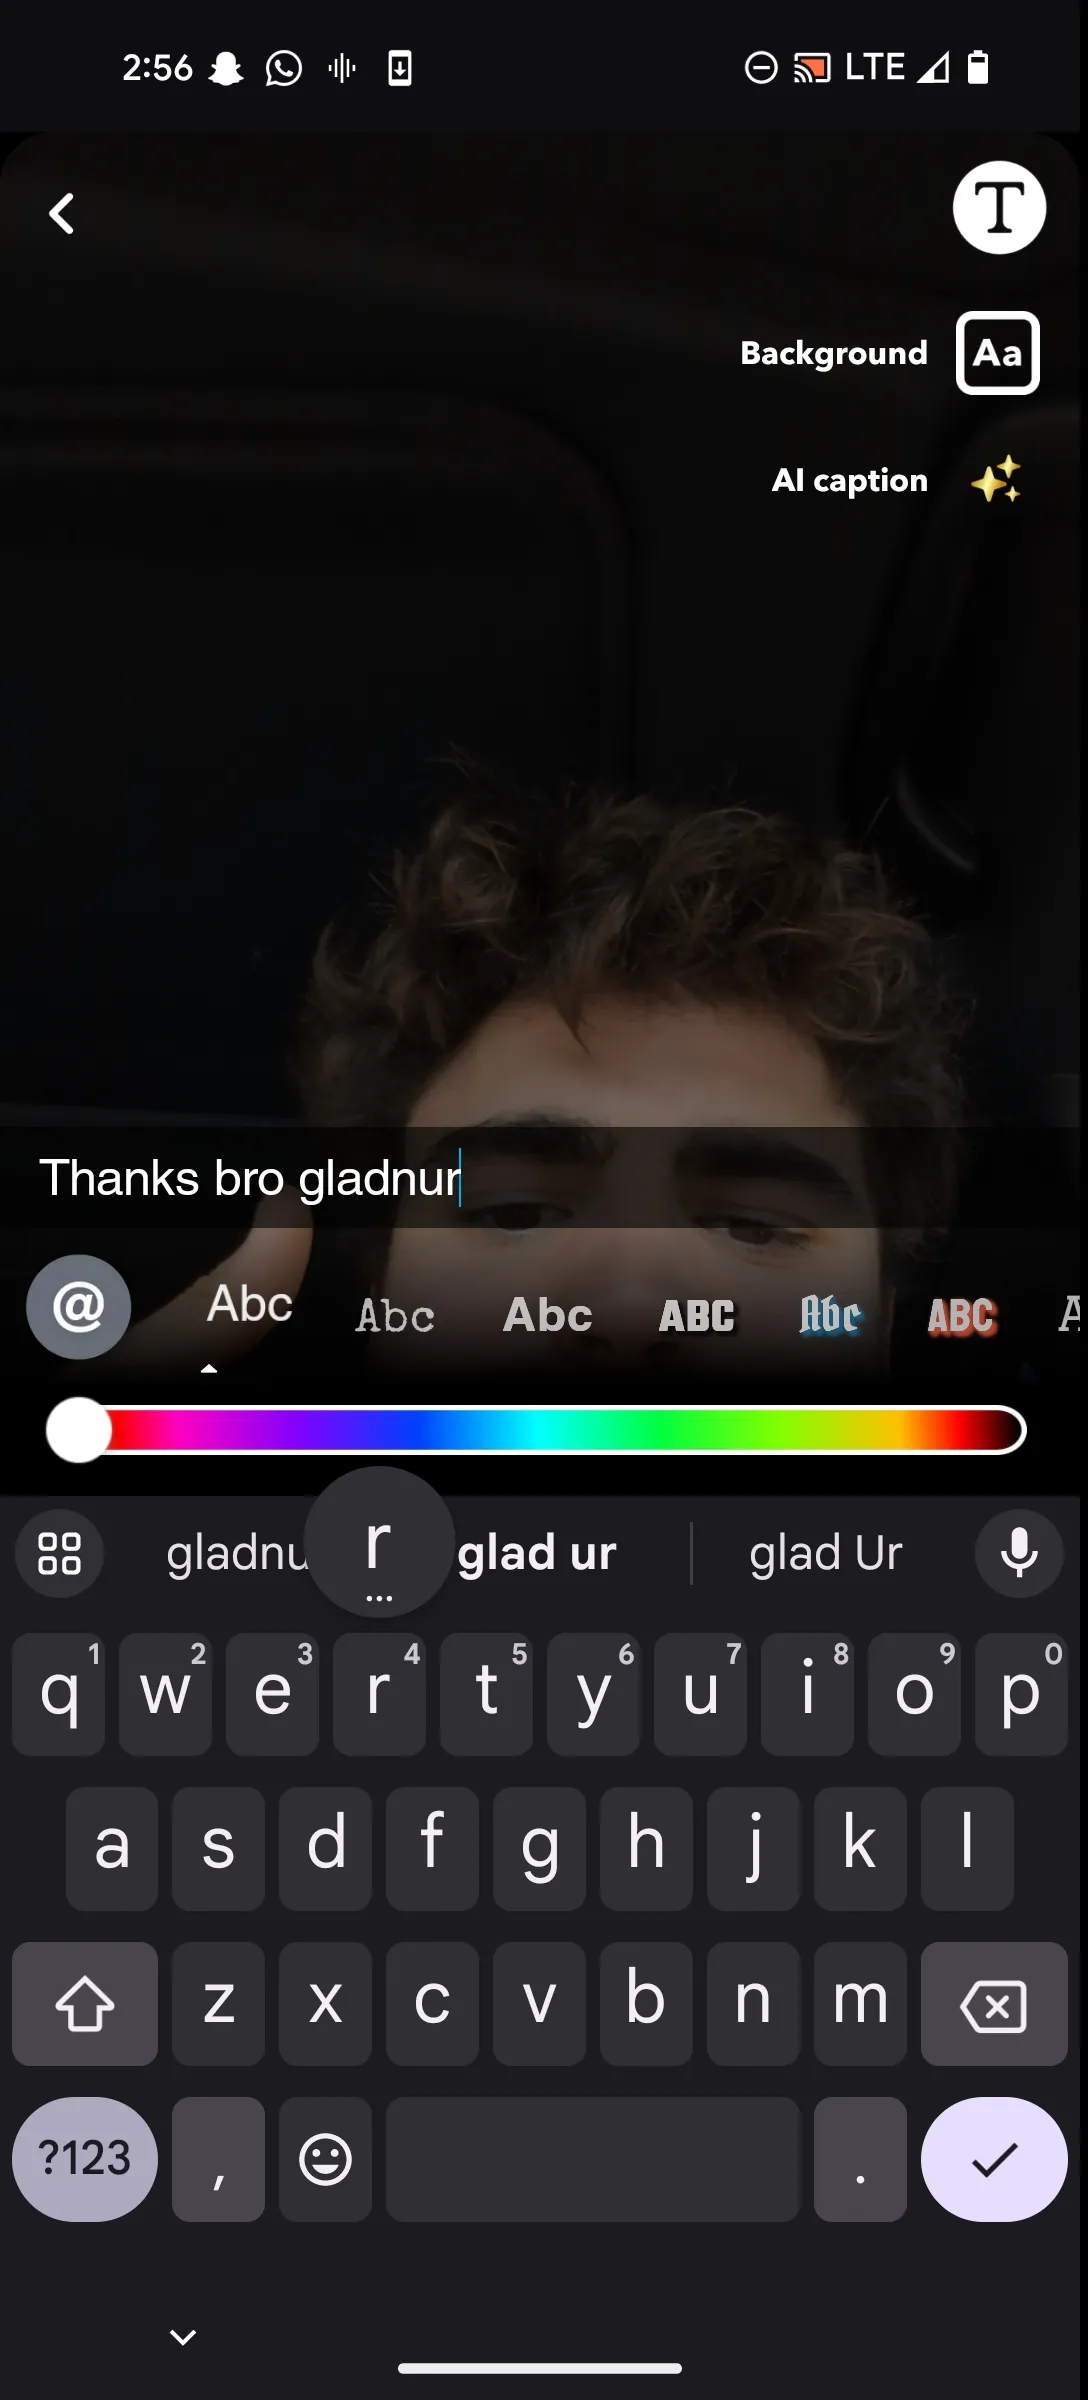 2:56 LTE
T
Background Aa
AI caption
Thanks bro gladnur
@ Abc Abc Abc ABC Abc ABC A
gladnu r glad ur glad Ur
...
1 2 3 4 5 6 7 8 9 0
q w e r t y u i o p
a s d f g h j k l
z x c v b n m
?123 , .